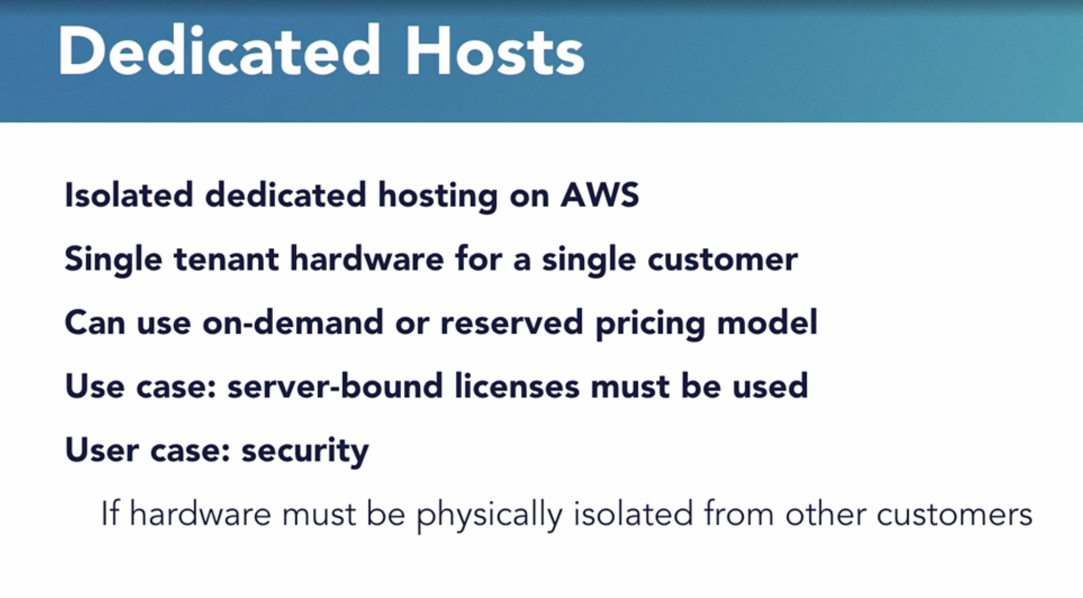 Dedicated Hosts
Isolated dedicated hosting on AWS
Single tenant hardware for a single customer
Can use on-demand or reserved pricing model
Use case: server-bound licenses must be used
User case: security
If hardware must be physically isolated from other customers